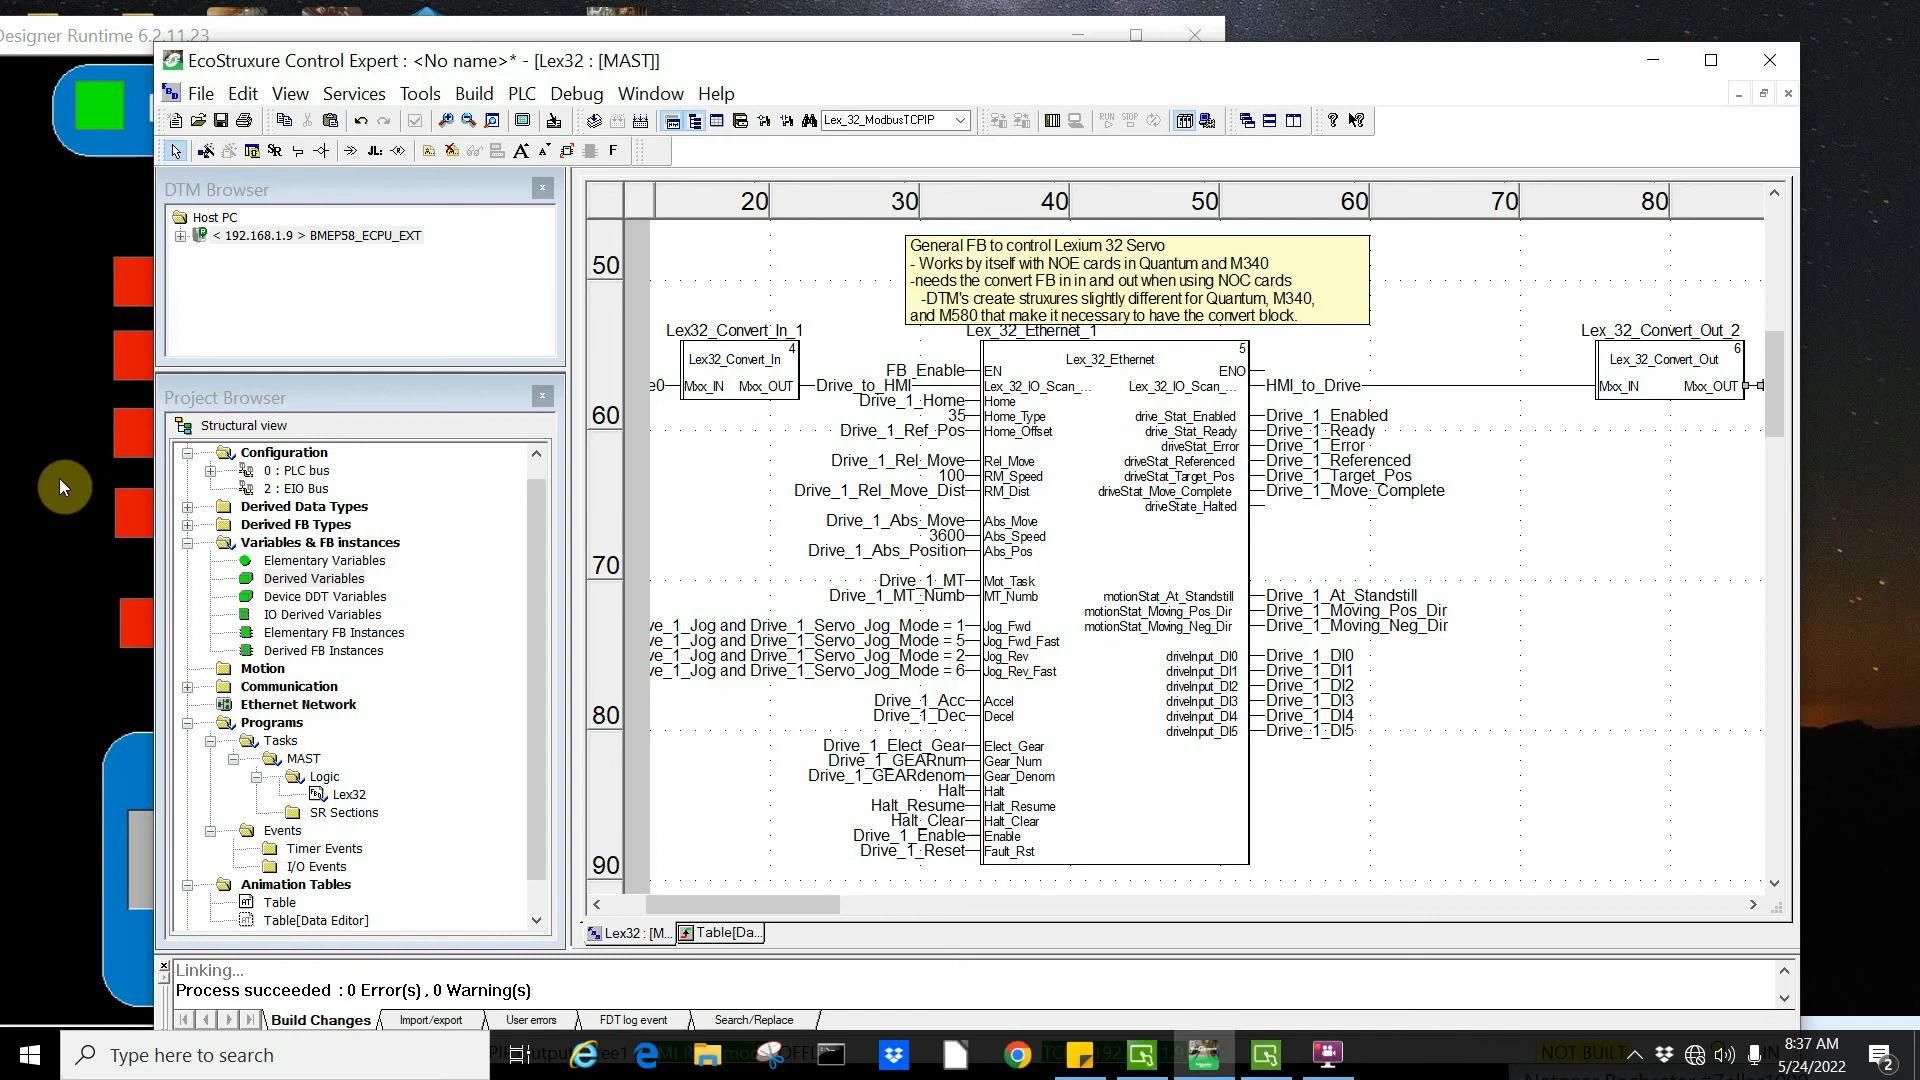 Designer Runtime 6.2.11.23
EcoStruxure Control Expert : <No name>* - [Lex32 : [MAST]]
File Edit View Services Tools Build PLC Debug Window Help
Lex_32_ModbusTCPIP
RUN STOP
SR JL: A A F
DTM Browser
Host PC
< 192.168.1.9 > BMEP58_ECPU_EXT
Project Browser
Structural view
Configuration
0 : PLC bus
2 : EIO Bus
Derived Data Types
Derived FB Types
Variables & FB instances
Elementary Variables
Derived Variables
Device DDT Variables
IO Derived Variables
Elementary FB Instances
Derived FB Instances
Motion
Communication
Ethernet Network
Programs
Tasks
MAST
Logic
Lex32
SR Sections
Events
Timer Events
I/O Events
Animation Tables
Table
Table[Data Editor]
20 30 40 50 60 70 80
50
60
70
80
90
General FB to control Lexium 32 Servo
- Works by itself with NOE cards in Quantum and M340
-needs the convert FB in in and out when using NOC cards
-DTM's create struxures slightly different for Quantum, M340,
and M580 that make it necessary to have the convert block.
Lex32_Convert_In_1 Lex_32_Ethernet_1 Lex_32_Convert_Out_2
4
Lex32_Convert_In
Mxx_IN Mxx_OUT
5
Lex_32_Ethernet
6
Lex_32_Convert_Out
Mxx_IN Mxx_OUT
FB_Enable EN ENO
e0 Drive_to_HMI Lex_32_IO_Scan_... Lex_32_IO_Scan_... HMI_to_Drive
Drive_1_Home Home
35 Home_Type drive_Stat_Enabled Drive_1_Enabled
Drive_1_Ref_Pos Home_Offset drive_Stat_Ready Drive_1_Ready
driveStat_Error Drive_1_Error
Drive_1_Rel_Move Rel_Move driveStat_Referenced Drive_1_Referenced
100 RM_Speed driveStat_Target_Pos Drive_1_Target_Pos
Drive_1_Rel_Move_Dist RM_Dist driveStat_Move_Complete Drive_1_Move_Complete
driveState_Halted
Drive_1_Abs_Move Abs_Move
3600 Abs_Speed
Drive_1_Abs_Position Abs_Pos
Drive_1_MT Mot_Task
Drive_1_MT_Numb MT_Numb motionStat_At_Standstill Drive_1_At_Standstill
motionStat_Moving_Pos_Dir Drive_1_Moving_Pos_Dir
ve_1_Jog and Drive_1_Servo_Jog_Mode = 1 Jog_Fwd motionStat_Moving_Neg_Dir Drive_1_Moving_Neg_Dir
ve_1_Jog and Drive_1_Servo_Jog_Mode = 5 Jog_Fwd_Fast
ve_1_Jog and Drive_1_Servo_Jog_Mode = 2 Jog_Rev driveInput_DI0 Drive_1_DI0
ve_1_Jog and Drive_1_Servo_Jog_Mode = 6 Jog_Rev_Fast driveInput_DI1 Drive_1_DI1
driveInput_DI2 Drive_1_DI2
Drive_1_Acc Accel driveInput_DI3 Drive_1_DI3
Drive_1_Dec Decel driveInput_DI4 Drive_1_DI4
driveInput_DI5 Drive_1_DI5
Drive_1_Elect_Gear Elect_Gear
Drive_1_GEARnum Gear_Num
Drive_1_GEARdenom Gear_Denom
Halt Halt
Halt_Resume Halt_Resume
Halt_Clear Halt_Clear
Drive_1_Enable Enable
Drive_1_Reset Fault_Rst
Lex32 : [M... Table[Da...
Linking...
Process succeeded : 0 Error(s) , 0 Warning(s)
Build Changes Import/export User errors FDT log event Search/Replace
Type here to search
NOT BUILT
8:37 AM
5/24/2022
2